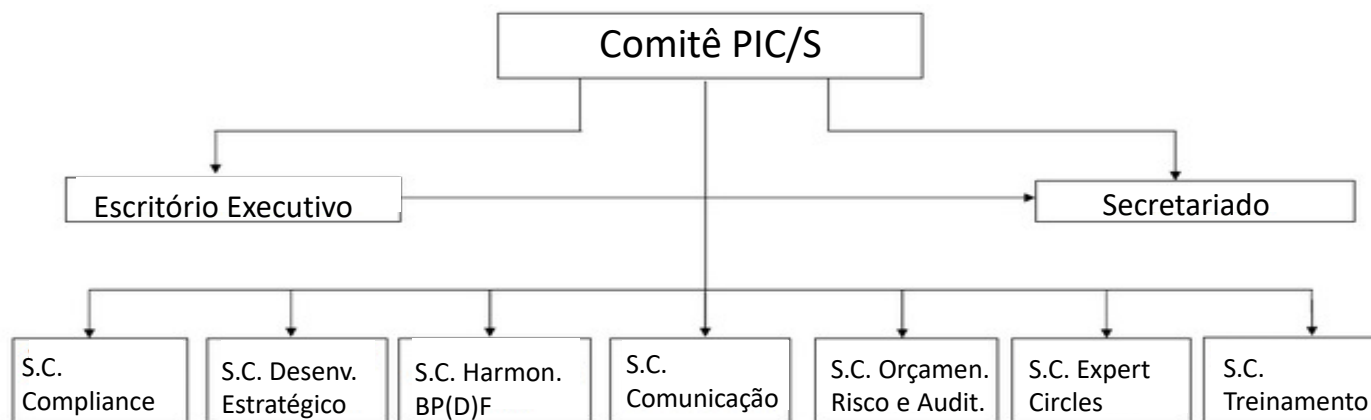 Comitê PIC/S
Escritório Executivo
Secretariado
S.C.
Compliance
S.C. Desenv.
Estratégico
S.C. Harmon.
BP(D)F
S.C.
Comunicação
S.C. Orçamen.
Risco e Audit.
S.C. Expert
Circles
S.C.
Treinamento